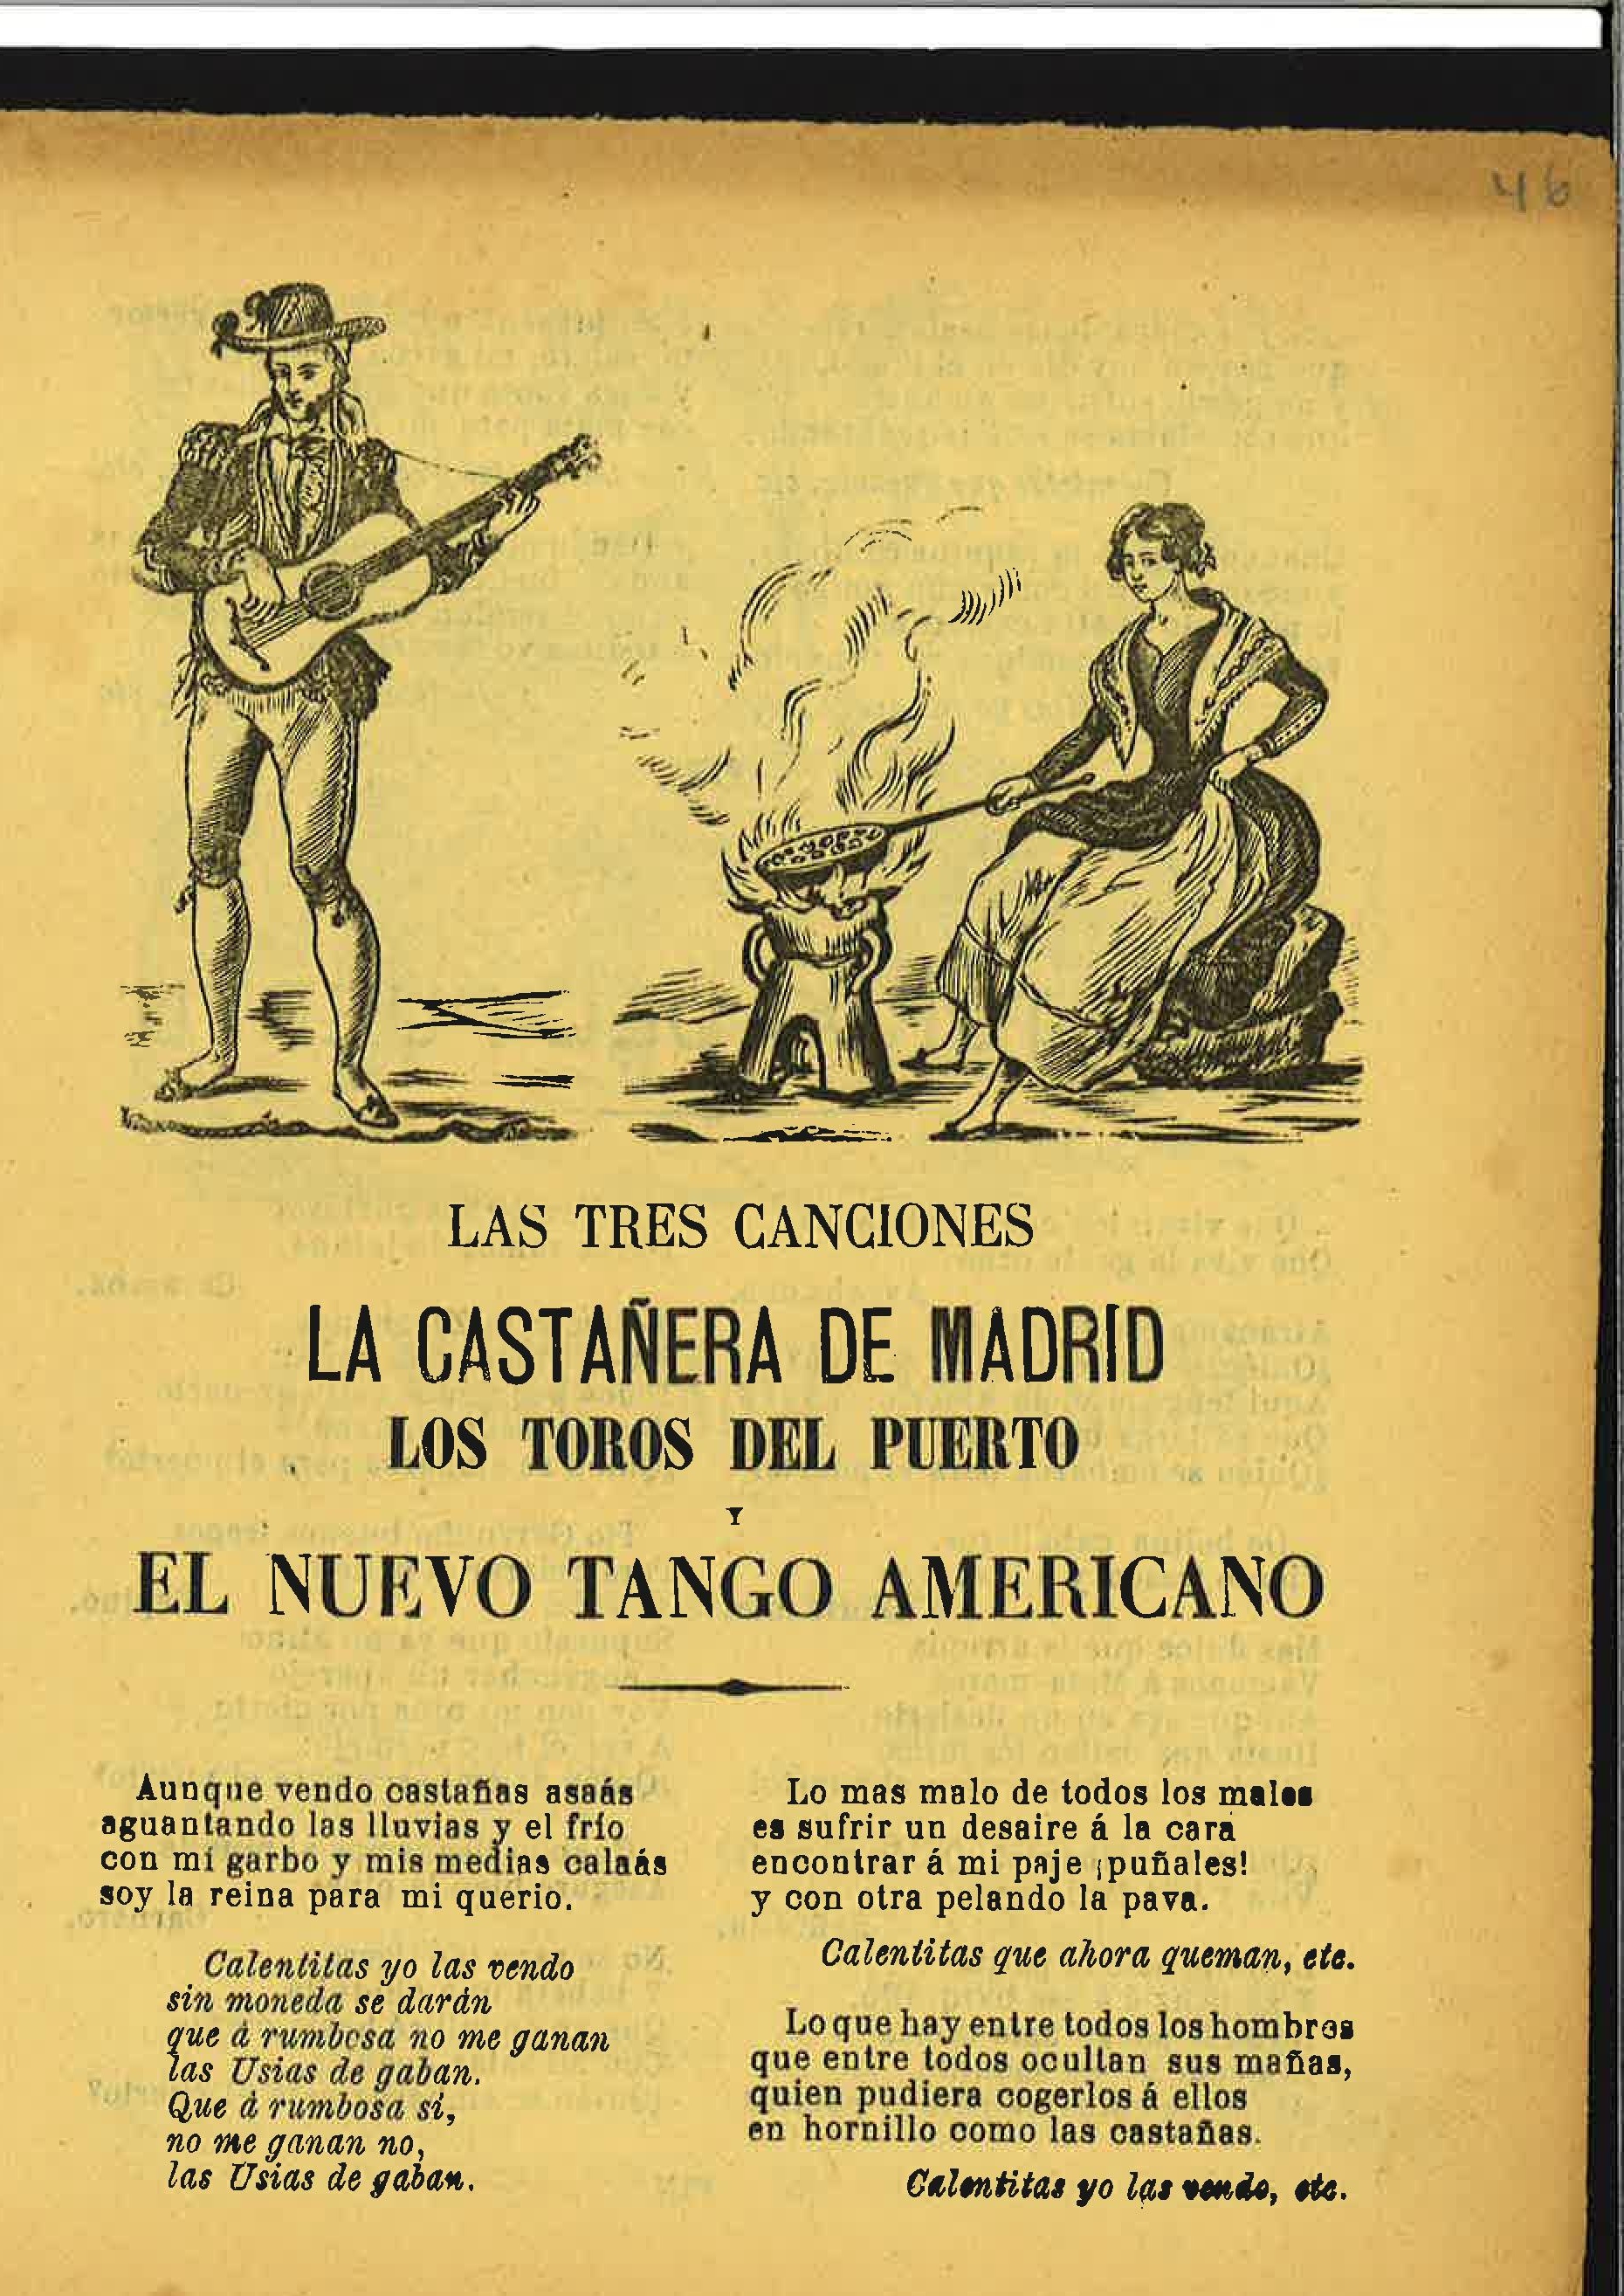 46
LAS TRES CANCIONES
LA CASTAÑERA DE MADRID
LOS TOROS DEL PUERTO
Y
EL NUEVO TANGO AMERICANO
Aunque vendo castañas asaás
aguantando las lluvias y el frío
con mi garbo y mis medias calaás
soy la reina para mi querio.
Calentitas yo las vendo
sin moneda se darán
que á rumbosa no me ganan
las Usias de gaban.
Que á rumbosa si,
no me ganan no,
las Usias de gaban.
Lo mas malo de todos los males
es sufrir un desaire á la cara
encontrar á mi paje ¡puñales!
y con otra pelando la pava.
Calentitas que ahora queman, etc.
Lo que hay entre todos los hombres
que entre todos ocultan sus mañas,
quien pudiera cogerlos á ellos
en hornillo como las castañas.
Calentitas yo las vendo, etc.